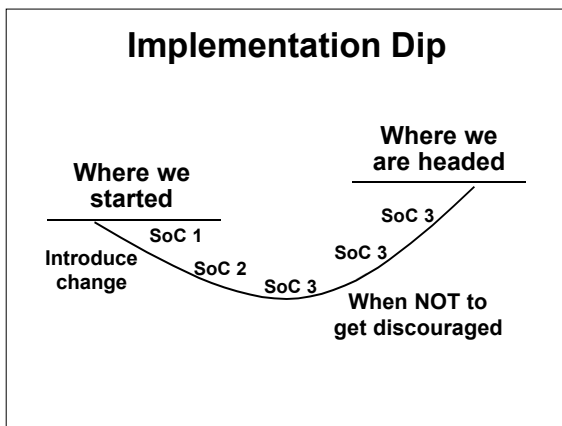 Implementation Dip
Where we
are headed
Where we
started
SoC 3
SoC 1
Introduce
change
SoC 3
SoC 2
SoC 3
When NOT to
get discouraged